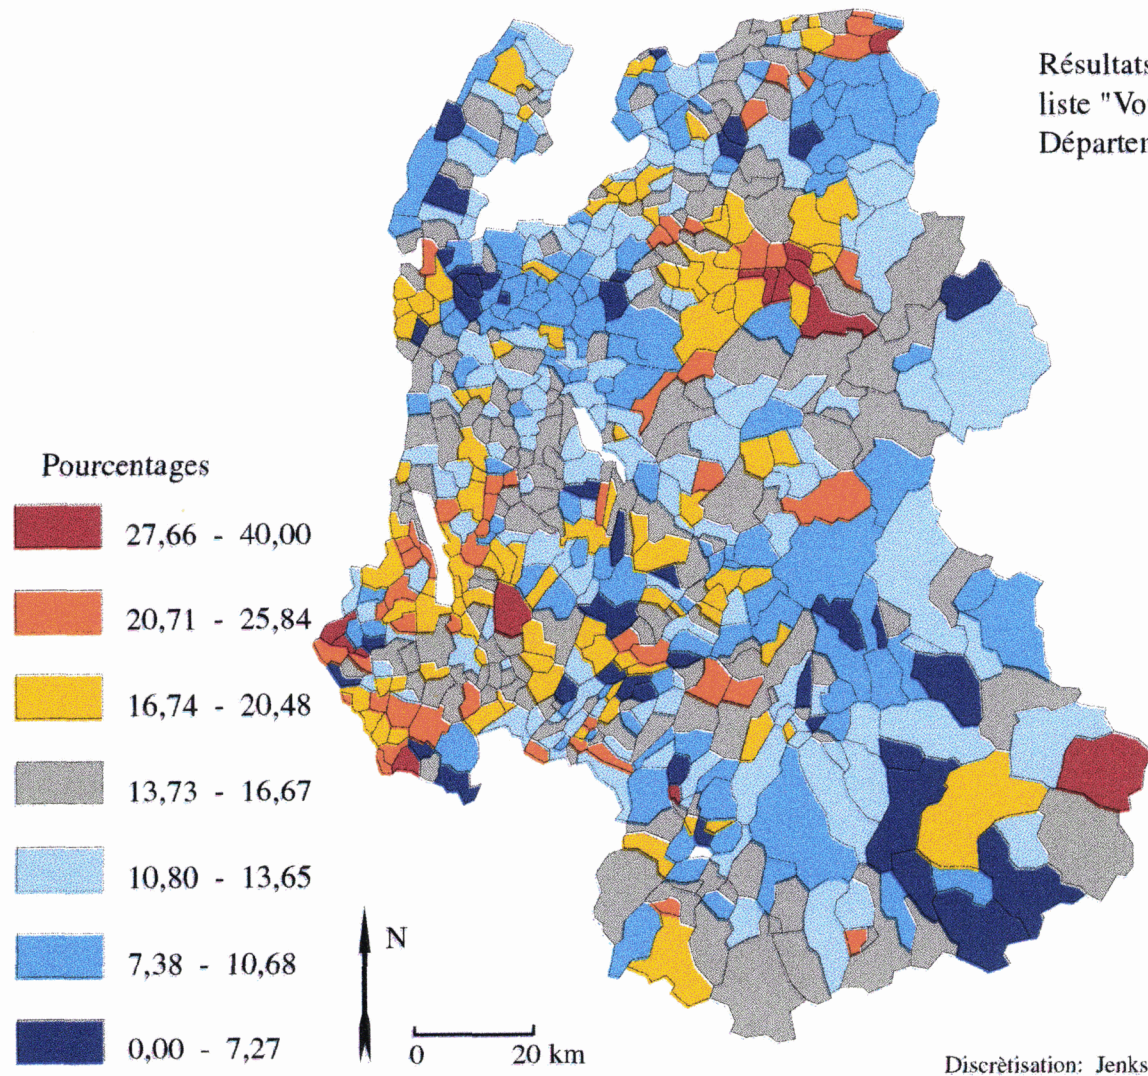 Résultats
liste "Vo
Départer
Pourcentages
27,66 - 40,00
20,71 - 25,84
16,74 - 20,48
13,73 - 16,67
10,80 - 13,65
7,38 - 10,68
0,00 - 7,27
N
0 20 km
Discrètisation: Jenks